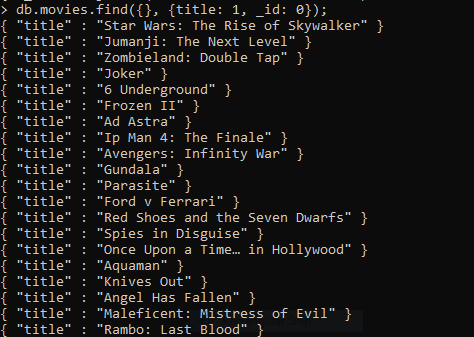 > db.movies.find({}, {title: 1, _id: 0});
{ "title" : "Star Wars: The Rise of Skywalker" }
{ "title" : "Jumanji: The Next Level" }
{ "title" : "Zombieland: Double Tap" }
{ "title" : "Joker" }
{ "title" : "6 Underground" }
{ "title" : "Frozen II" }
{ "title" : "Ad Astra" }
{ "title" : "Ip Man 4: The Finale" }
{ "title" : "Avengers: Infinity War" }
{ "title" : "Gundala" }
{ "title" : "Parasite" }
{ "title" : "Ford v Ferrari" }
{ "title" : "Red Shoes and the Seven Dwarfs" }
{ "title" : "Spies in Disguise" }
{ "title" : "Once Upon a Time… in Hollywood" }
{ "title" : "Aquaman" }
{ "title" : "Knives Out" }
{ "title" : "Angel Has Fallen" }
{ "title" : "Maleficent: Mistress of Evil" }
{ "title" : "Rambo: Last Blood" }